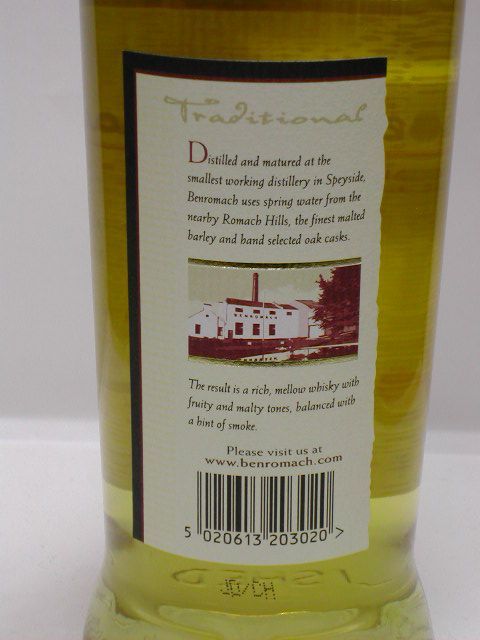 Traditional
Distilled and matured at the
smallest working distillery in Speyside,
Benromach uses spring water from the
nearby Romach Hills, the finest malted
barley and hand selected oak casks.
BENROMACH
The result is a rich, mellow whisky with
fruity and malty tones, balanced with
a hint of smoke.
Please visit us at
www.benromach.com
5 020613 203020 >